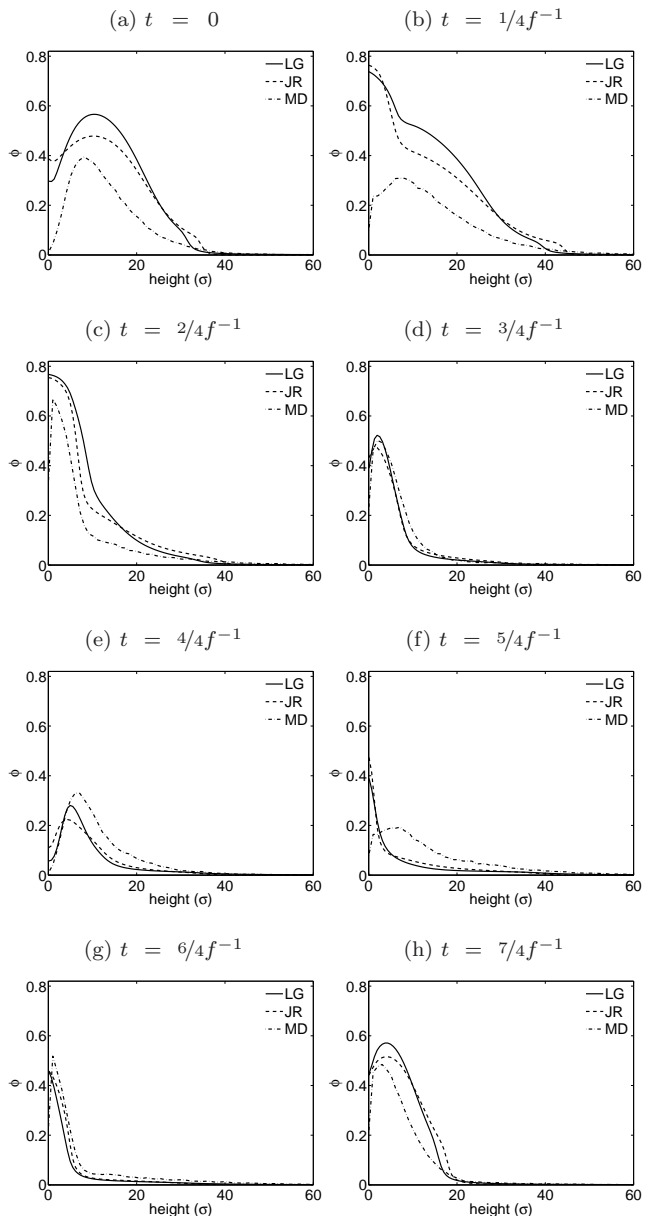 (a) t = 0
0.8
0.6
0.4
0.2
0
ϕ
LG
JR
MD
0 20 40 60
height (σ)
(b) t = 1/4f⁻¹
0.8
0.6
0.4
0.2
0
ϕ
LG
JR
MD
0 20 40 60
height (σ)
(c) t = 2/4f⁻¹
0.8
0.6
0.4
0.2
0
ϕ
LG
JR
MD
0 20 40 60
height (σ)
(d) t = 3/4f⁻¹
0.8
0.6
0.4
0.2
0
ϕ
LG
JR
MD
0 20 40 60
height (σ)
(e) t = 4/4f⁻¹
0.8
0.6
0.4
0.2
0
ϕ
LG
JR
MD
0 20 40 60
height (σ)
(f) t = 5/4f⁻¹
0.8
0.6
0.4
0.2
0
ϕ
LG
JR
MD
0 20 40 60
height (σ)
(g) t = 6/4f⁻¹
0.8
0.6
0.4
0.2
0
ϕ
LG
JR
MD
0 20 40 60
height (σ)
(h) t = 7/4f⁻¹
0.8
0.6
0.4
0.2
0
ϕ
LG
JR
MD
0 20 40 60
height (σ)